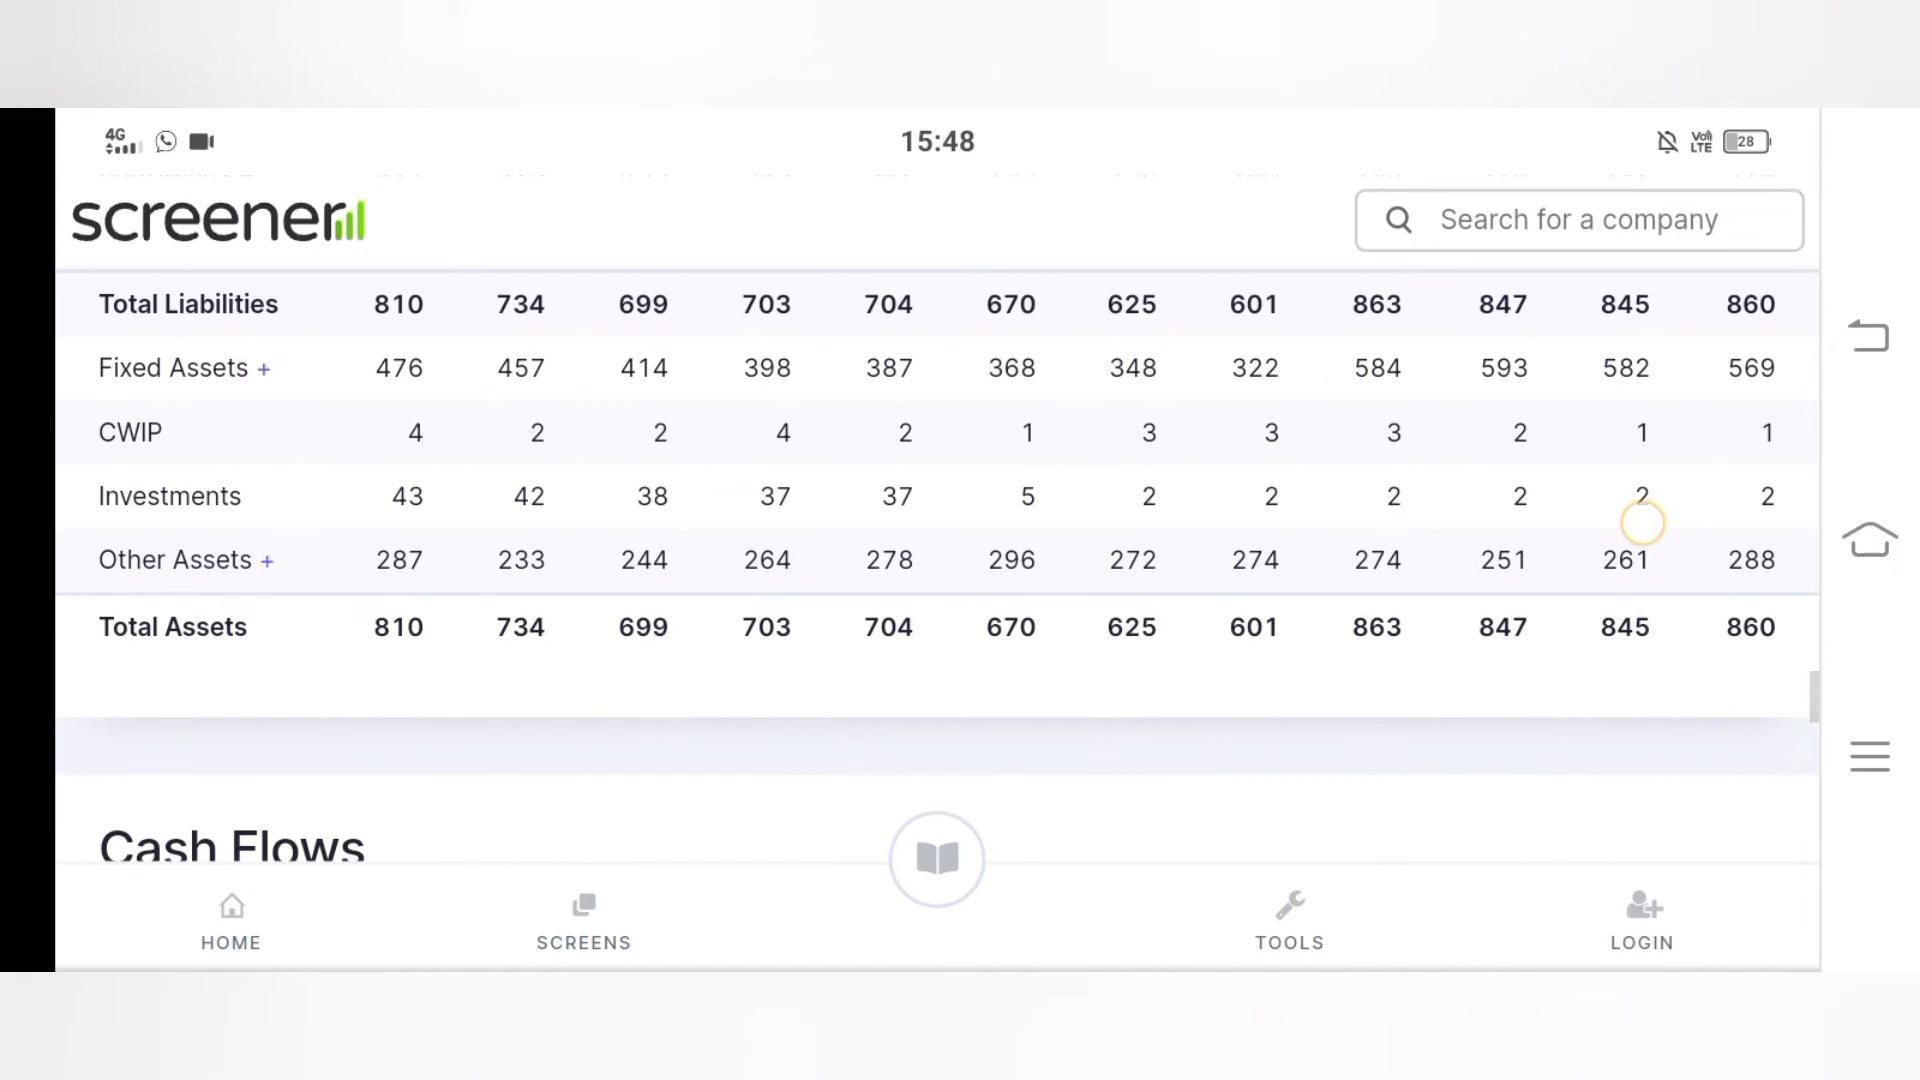 4G 15:48 Vo) LTE 28
screener Search for a company
Total Liabilities 810 734 699 703 704 670 625 601 863 847 845 860
Fixed Assets + 476 457 414 398 387 368 348 322 584 593 582 569
CWIP 4 2 2 4 2 1 3 3 3 2 1 1
Investments 43 42 38 37 37 5 2 2 2 2 2 2
Other Assets + 287 233 244 264 278 296 272 274 274 251 261 288
Total Assets 810 734 699 703 704 670 625 601 863 847 845 860
Cash Flows
HOME SCREENS TOOLS LOGIN